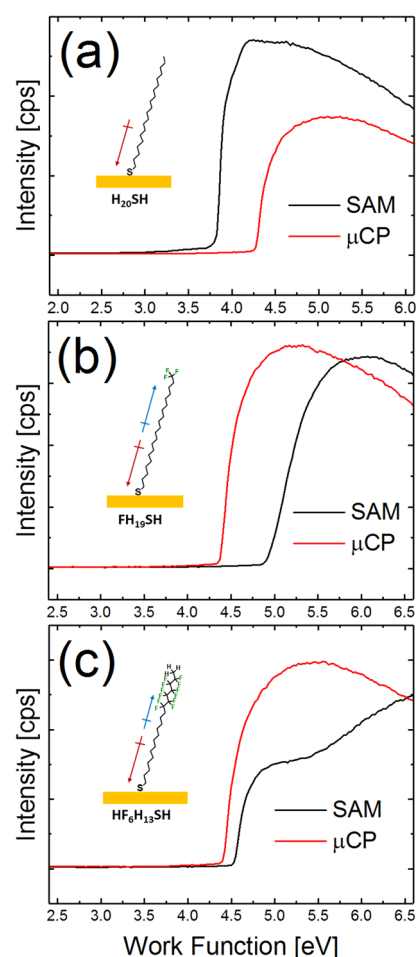 (a)
Intensity [cps]
S
H₂₀SH
SAM
μCP
2.0 2.5 3.0 3.5 4.0 4.5 5.0 5.5 6.0
(b)
Intensity [cps]
F F
F
S
FH₁₉SH
SAM
μCP
2.5 3.0 3.5 4.0 4.5 5.0 5.5 6.0 6.5
(c)
Intensity [cps]
S
HF₆H₁₃SH
SAM
μCP
2.5 3.0 3.5 4.0 4.5 5.0 5.5 6.0 6.5
Work Function [eV]